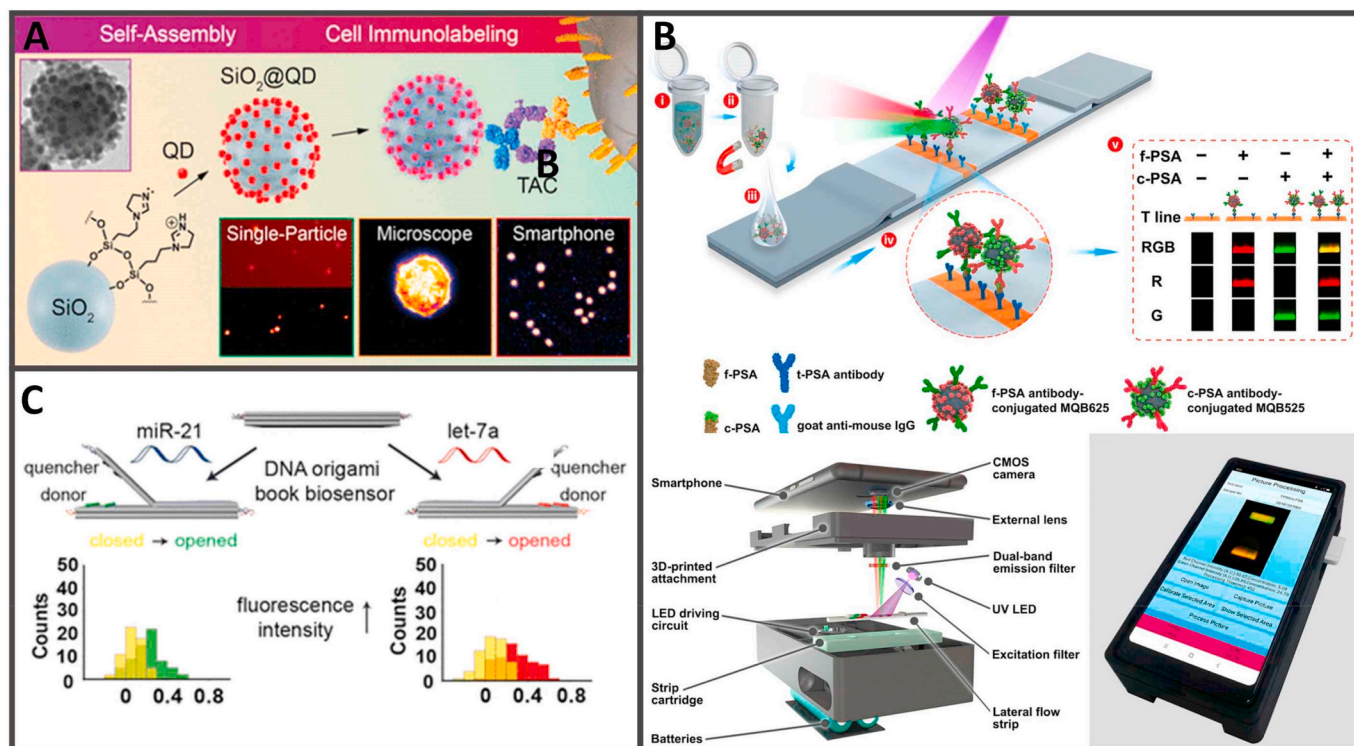 A
Self-Assembly
Cell Immunolabeling
SiO2@QD
QD
TAC
B
N:
H
N
+
N
N
O
Si
O
Si
O
O
O
SiO2
Single-Particle
Microscope
Smartphone
B
i
ii
iii
iv
v
f-PSA − + − +
c-PSA − − + +
T line
RGB
R
G
f-PSA
t-PSA antibody
c-PSA
goat anti-mouse IgG
f-PSA antibody-
conjugated MQB625
c-PSA antibody-
conjugated MQB525
C
miR-21
let-7a
quencher
donor
DNA origami
book biosensor
quencher
donor
closed → opened
closed → opened
Counts
50
40
30
20
10
0
0 0.4 0.8
fluorescence
intensity
Counts
50
40
30
20
10
0
0 0.4 0.8
Smartphone
3D-printed
attachment
LED driving
circuit
Strip
cartridge
Batteries
CMOS
camera
External lens
Dual-band
emission filter
UV LED
Excitation filter
Lateral flow
strip
Picture Processing
Open Image
Capture Picture
Calibrate Selected Area
Show Selected Area
Process Picture